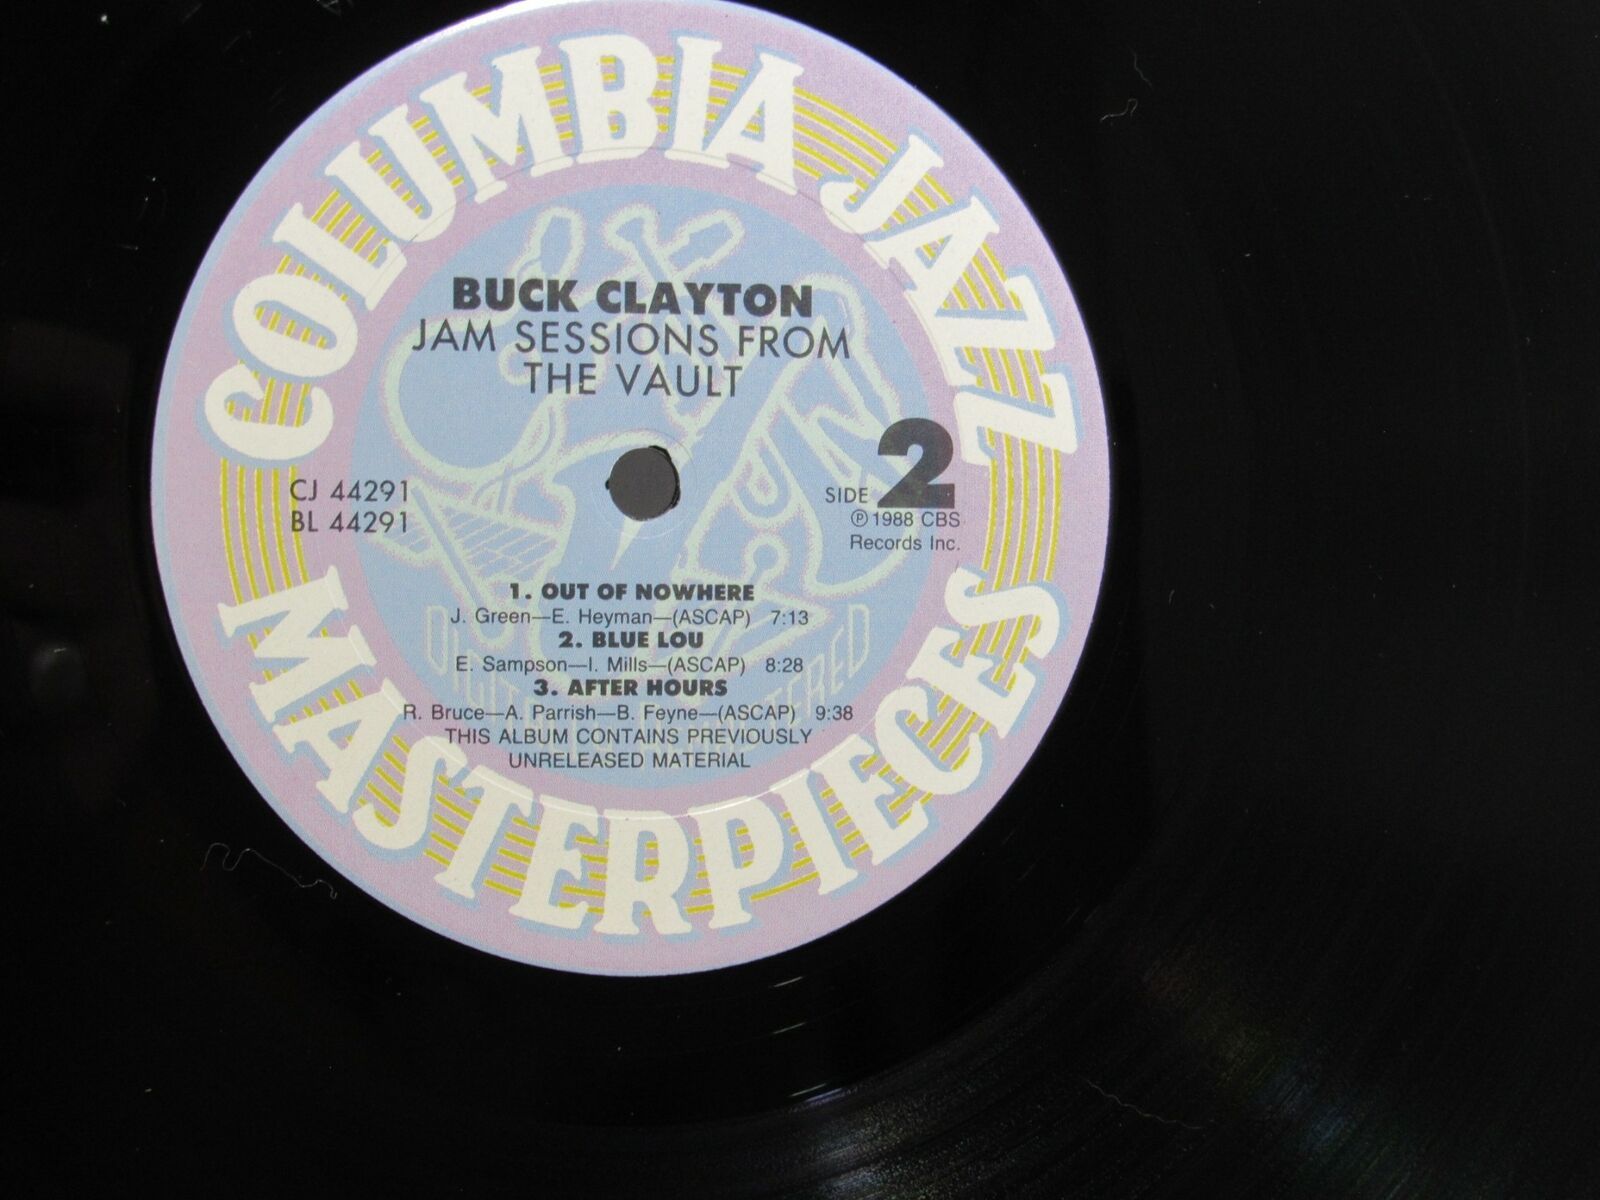 COLUMBIA JAZZ
BUCK CLAYTON
JAM SESSIONS FROM
THE VAULT
CJ 44291
BL 44291
SIDE 2
Ⓟ 1988 CBS
Records Inc.
1. OUT OF NOWHERE
J. Green—E. Heyman—(ASCAP) 7:13
2. BLUE LOU
E. Sampson—I. Mills—(ASCAP) 8:28
3. AFTER HOURS
R. Bruce—A. Parrish—B. Feyne—(ASCAP) 9:38
THIS ALBUM CONTAINS PREVIOUSLY
UNRELEASED MATERIAL
MASTERPIECES